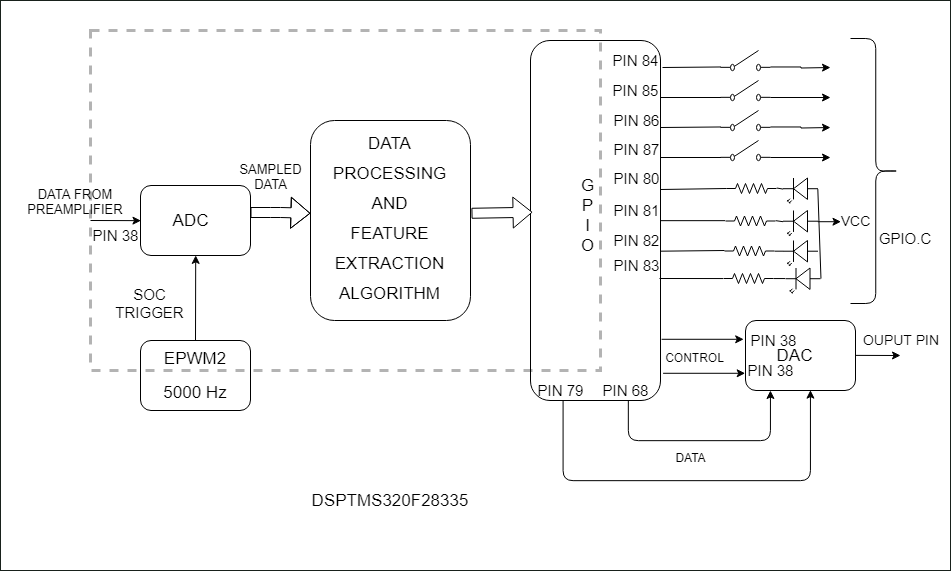 DATA FROM
PREAMPLIFIER
PIN 38
ADC
SAMPLED
DATA
SOC
TRIGGER
EPWM2
5000 Hz
DATA
PROCESSING
AND
FEATURE
EXTRACTION
ALGORITHM
G
P
I
O
PIN 84
PIN 85
PIN 86
PIN 87
PIN 80
PIN 81
PIN 82
PIN 83
VCC
GPIO.C
CONTROL
PIN 38
DAC
PIN 38
OUPUT PIN
PIN 79
PIN 68
DATA
DSPTMS320F28335